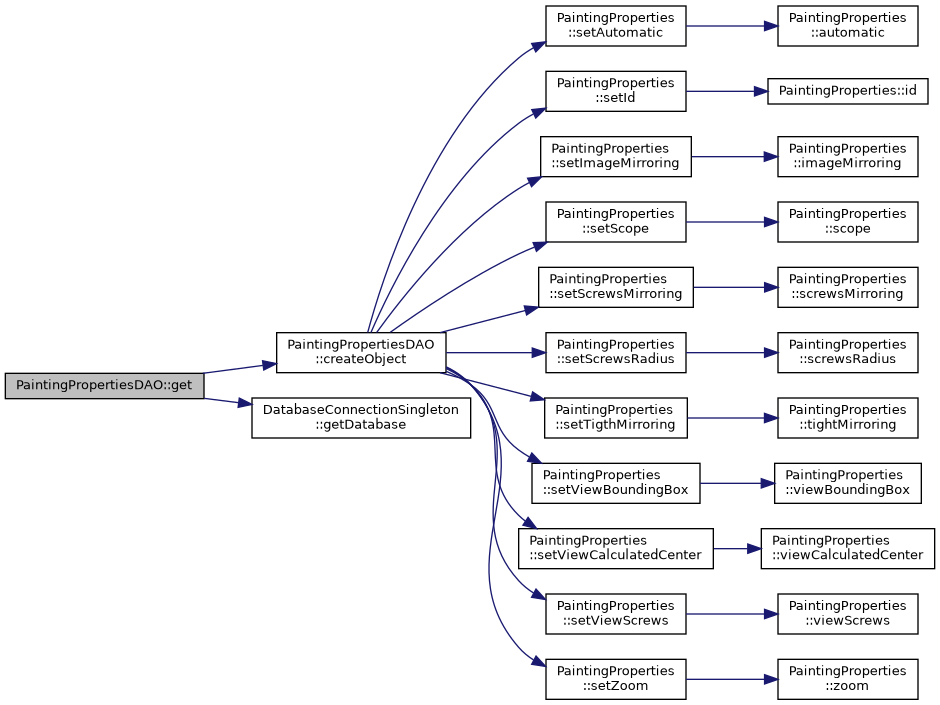 PaintingPropertiesDAO::get
PaintingPropertiesDAO
::createObject
DatabaseConnectionSingleton
::getDatabase
PaintingProperties
::setAutomatic
PaintingProperties
::automatic
PaintingProperties
::setId
PaintingProperties::id
PaintingProperties
::setImageMirroring
PaintingProperties
::imageMirroring
PaintingProperties
::setScope
PaintingProperties
::scope
PaintingProperties
::setScrewsMirroring
PaintingProperties
::screwsMirroring
PaintingProperties
::setScrewsRadius
PaintingProperties
::screwsRadius
PaintingProperties
::setTigthMirroring
PaintingProperties
::tightMirroring
PaintingProperties
::setViewBoundingBox
PaintingProperties
::viewBoundingBox
PaintingProperties
::setViewCalculatedCenter
PaintingProperties
::viewCalculatedCenter
PaintingProperties
::setViewScrews
PaintingProperties
::viewScrews
PaintingProperties
::setZoom
PaintingProperties
::zoom